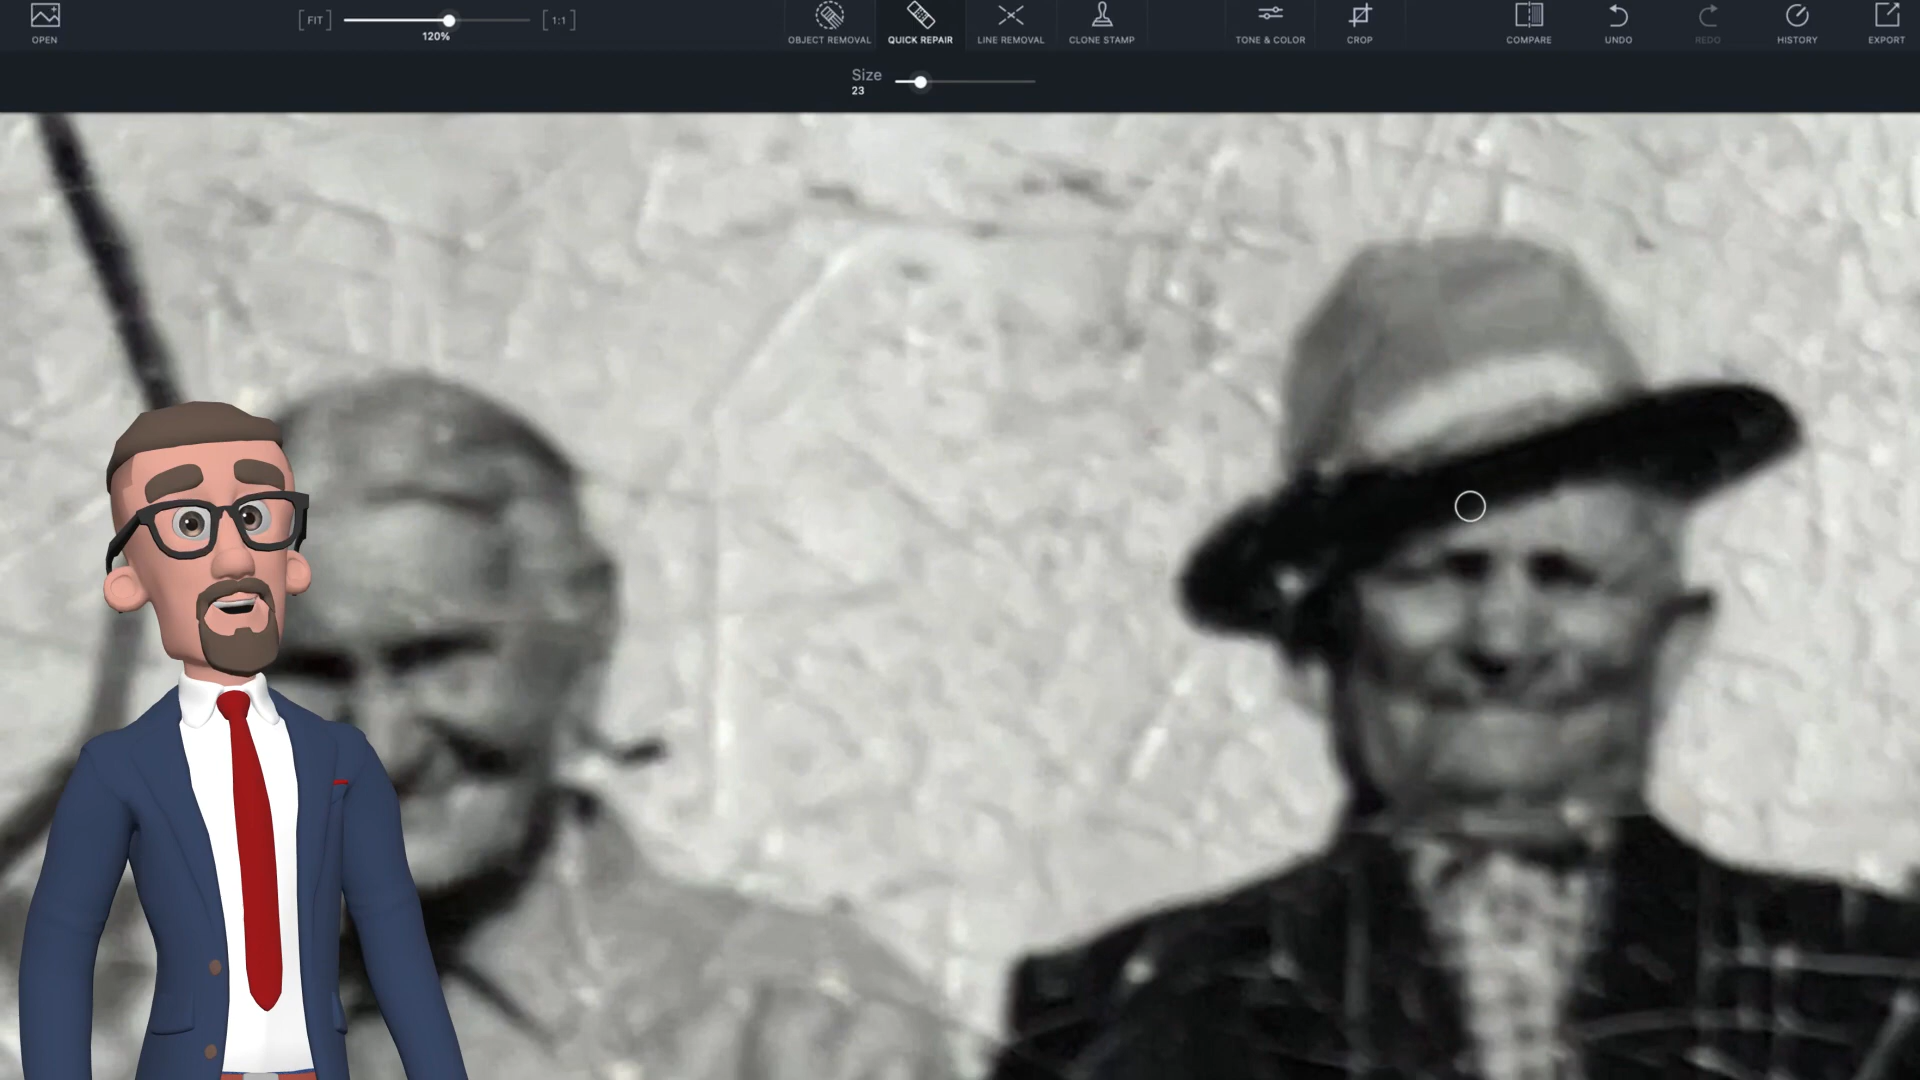 OPEN
FIT
120%
1:1
OBJECT REMOVAL
QUICK REPAIR
LINE REMOVAL
CLONE STAMP
TONE & COLOR
CROP
COMPARE
UNDO
REDO
HISTORY
EXPORT
Size
23